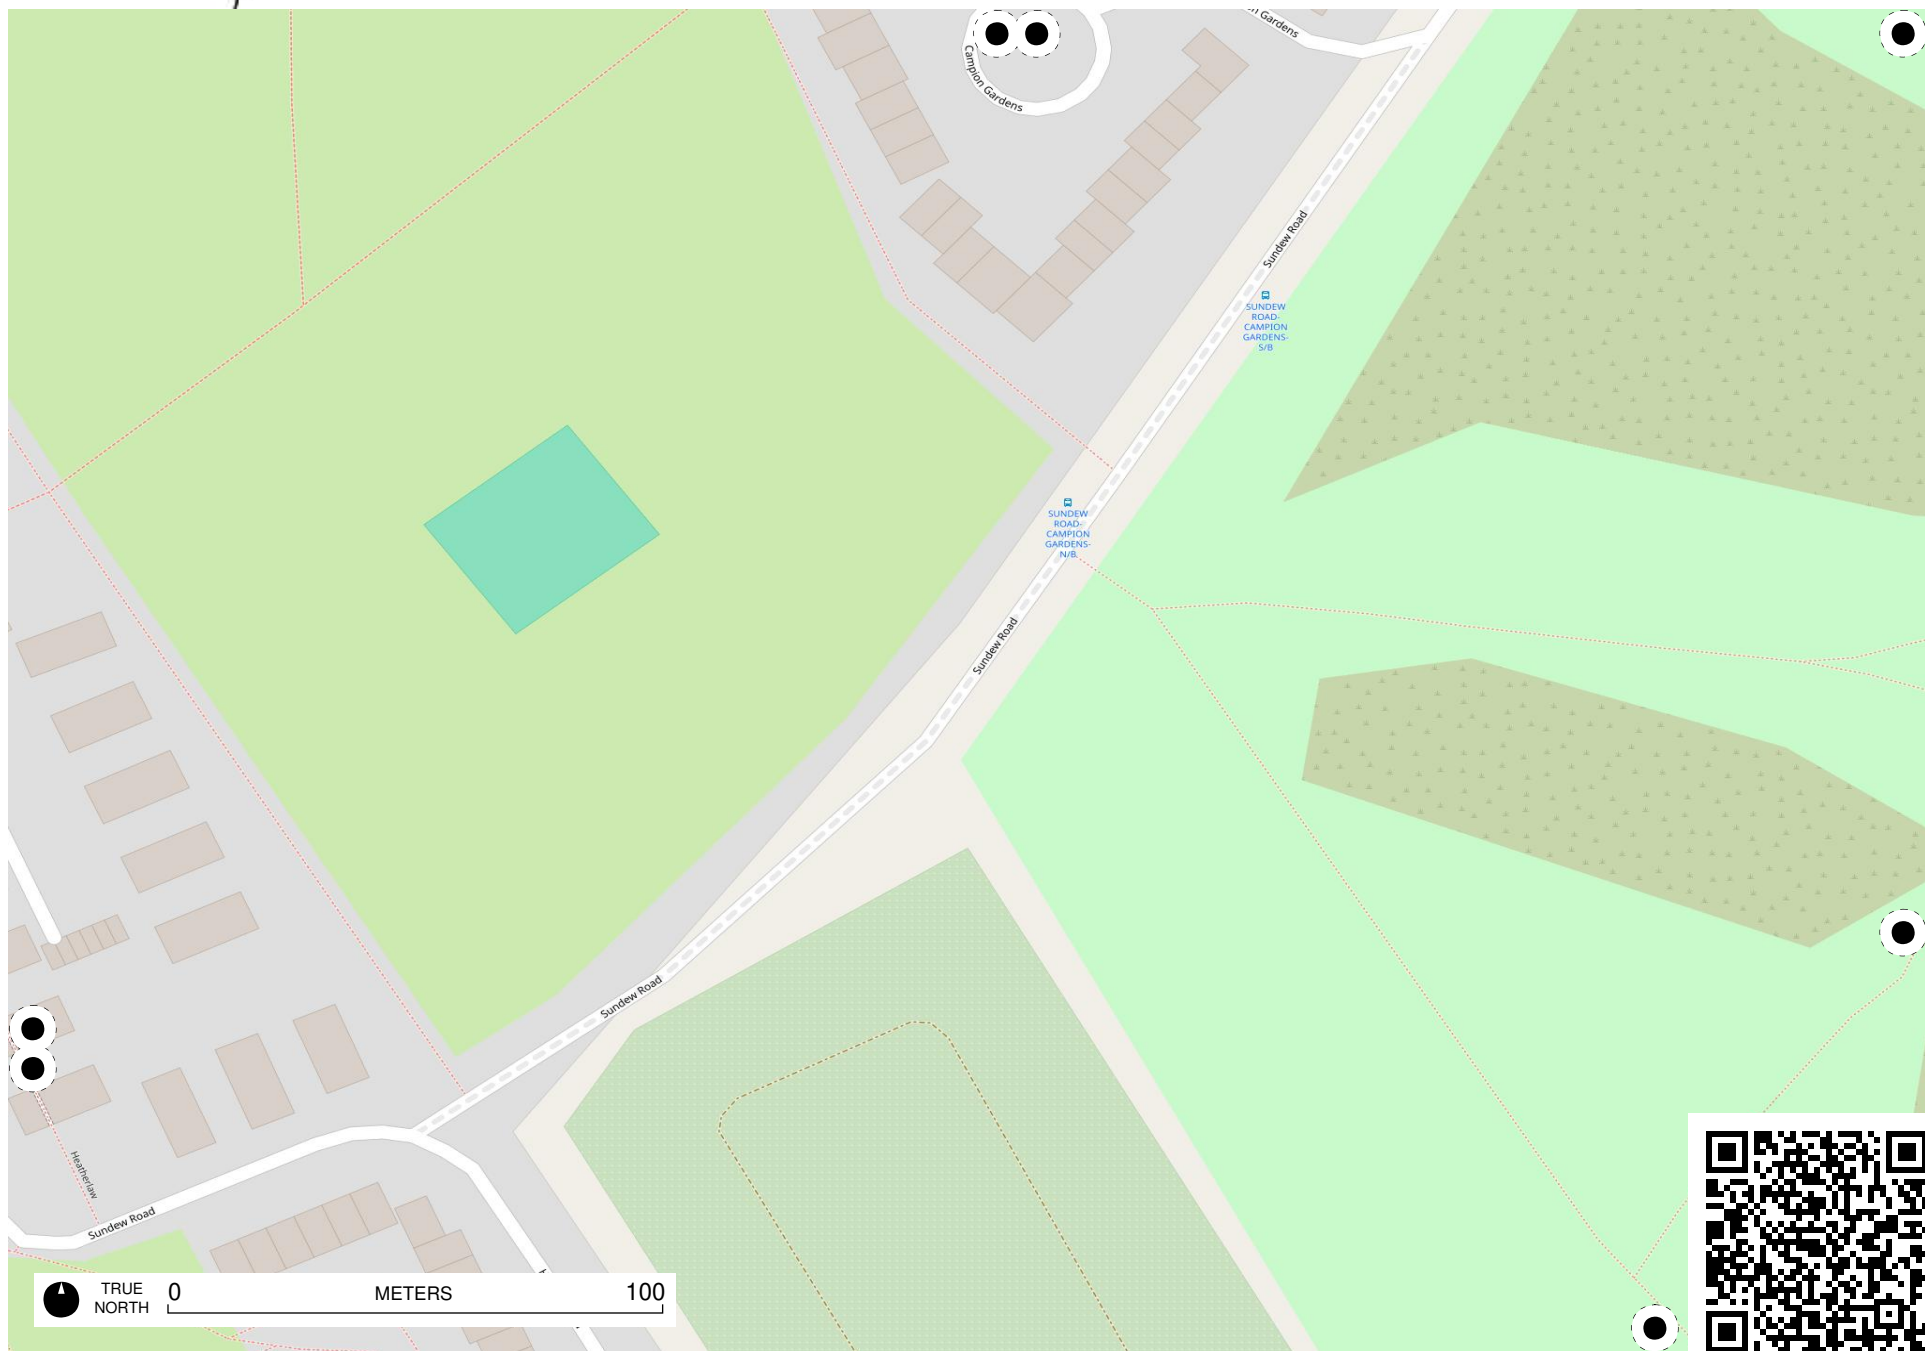 Gardens
Campion Gardens
Sundew Road
SUNDEW
ROAD-
CAMPION
GARDENS-
S/B
SUNDEW
ROAD-
CAMPION
GARDENS-
N/B
Sundew Road
Sundew Road
Heatherlaw
Sundew Road
TRUE
NORTH
0 METERS 100